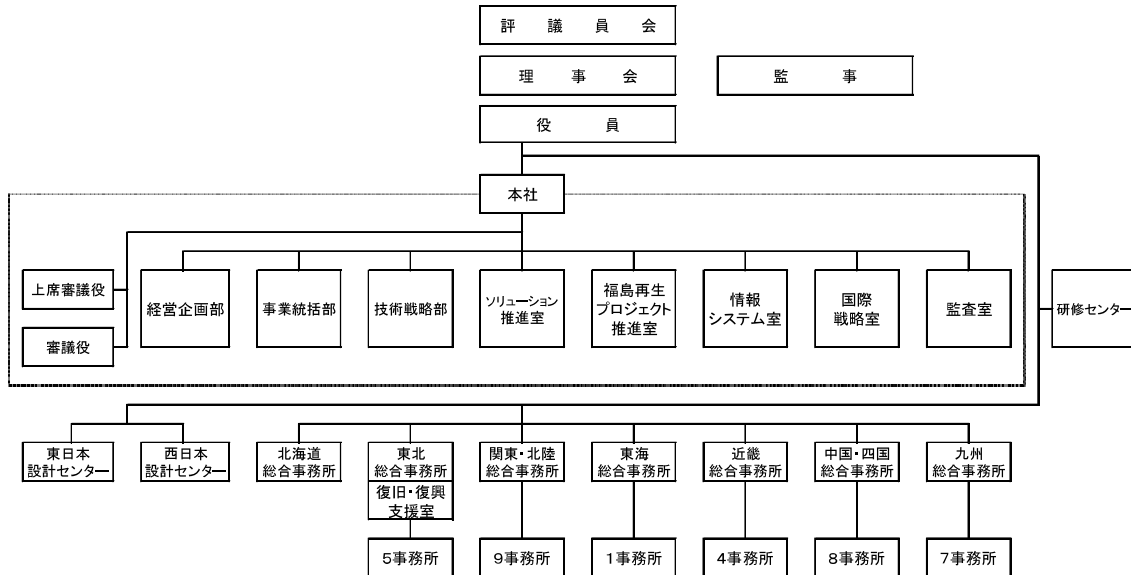 評議員会
理事会
監事
役員
本社
上席審議役
審議役
経営企画部
事業統括部
技術戦略部
ソリューション
推進室
福島再生
プロジェクト
推進室
情報
システム室
国際
戦略室
監査室
研修センター
東日本
設計センター
西日本
設計センター
北海道
総合事務所
東北
総合事務所
復旧・復興
支援室
関東・北陸
総合事務所
東海
総合事務所
近畿
総合事務所
中国・四国
総合事務所
九州
総合事務所
5事務所
9事務所
1事務所
4事務所
8事務所
7事務所